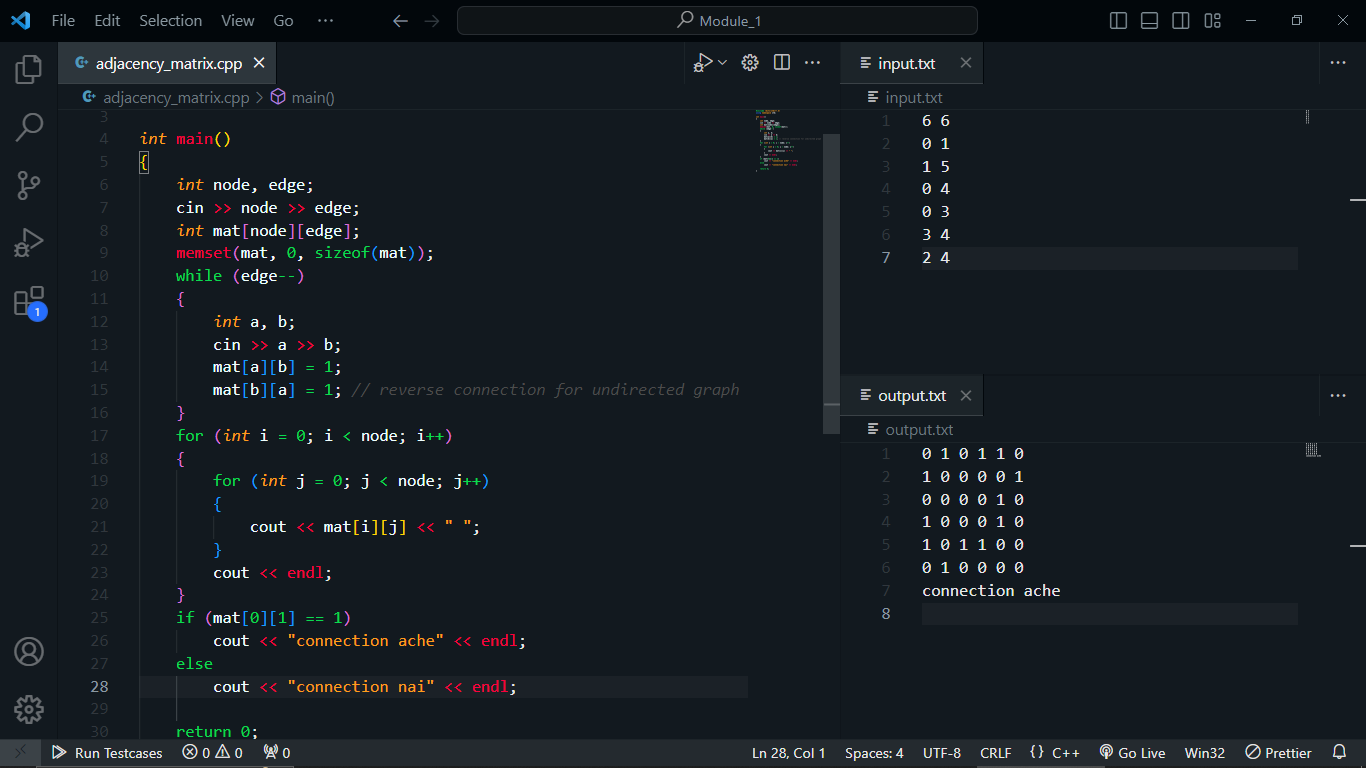 File Edit Selection View Go ··· Module_1
adjacency_matrix.cpp
adjacency_matrix.cpp > main()
3
4 int main()
5 {
6 int node, edge;
7 cin >> node >> edge;
8 int mat[node][edge];
9 memset(mat, 0, sizeof(mat));
10 while (edge--)
11 {
12 int a, b;
13 cin >> a >> b;
14 mat[a][b] = 1;
15 mat[b][a] = 1; // reverse connection for undirected graph
16 }
17 for (int i = 0; i < node; i++)
18 {
19 for (int j = 0; j < node; j++)
20 {
21 cout << mat[i][j] << " ";
22 }
23 cout << endl;
24 }
25 if (mat[0][1] == 1)
26 cout << "connection ache" << endl;
27 else
28 cout << "connection nai" << endl;
29
30 return 0;
input.txt
input.txt
1 6 6
2 0 1
3 1 5
4 0 4
5 0 3
6 3 4
7 2 4
output.txt
output.txt
1 0 1 0 1 1 0
2 1 0 0 0 0 1
3 0 0 0 0 1 0
4 1 0 0 0 1 0
5 1 0 1 1 0 0
6 0 1 0 0 0 0
7 connection ache
8
1
Run Testcases 0 0 0 Ln 28, Col 1 Spaces: 4 UTF-8 CRLF {} C++ Go Live Win32 Prettier